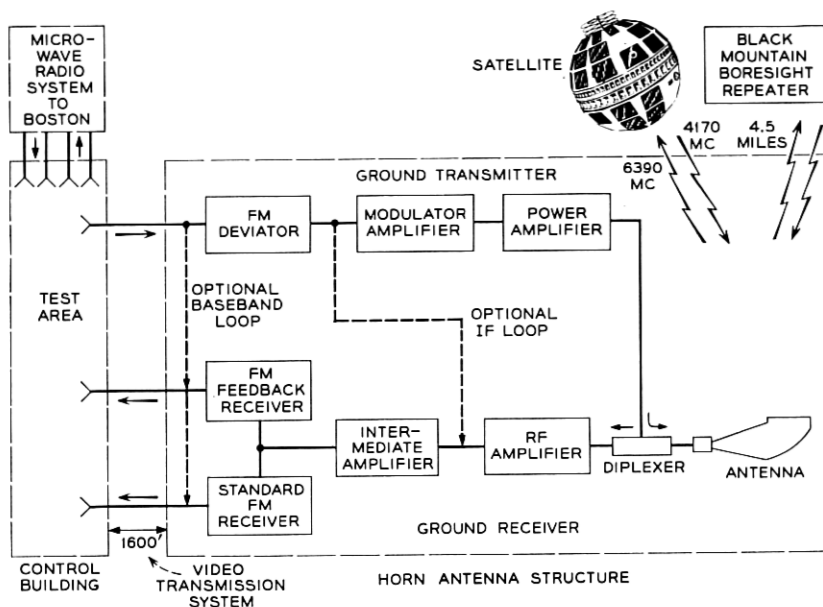 MICRO-
WAVE
RADIO
SYSTEM
TO
BOSTON
SATELLITE
BLACK
MOUNTAIN
BORESIGHT
REPEATER
4170
MC
4.5
MILES
6390
MC
GROUND TRANSMITTER
FM
DEVIATOR
MODULATOR
AMPLIFIER
POWER
AMPLIFIER
TEST
AREA
OPTIONAL
BASEBAND
LOOP
OPTIONAL
IF LOOP
FM
FEEDBACK
RECEIVER
INTER-
MEDIATE
AMPLIFIER
RF
AMPLIFIER
DIPLEXER
ANTENNA
STANDARD
FM
RECEIVER
GROUND RECEIVER
1600'
CONTROL
BUILDING
VIDEO
TRANSMISSION
SYSTEM
HORN ANTENNA STRUCTURE